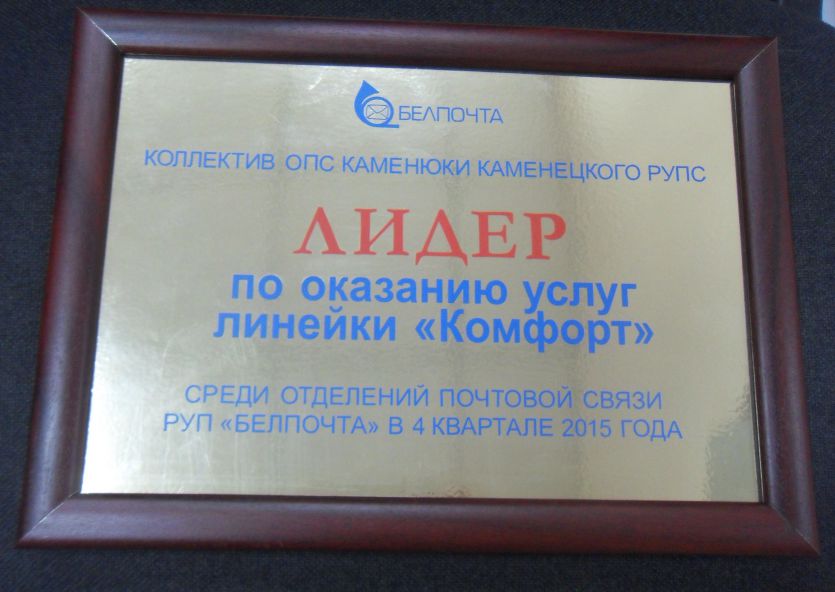 БЕЛПОЧТА
КОЛЛЕКТИВ ОПС КАМЕНЮКИ КАМЕНЕЦКОГО РУПС
ЛИДЕР
по оказанию услуг
линейки «Комфорт»
СРЕДИ ОТДЕЛЕНИЙ ПОЧТОВОЙ СВЯЗИ
РУП «БЕЛПОЧТА» В 4 КВАРТАЛЕ 2015 ГОДА